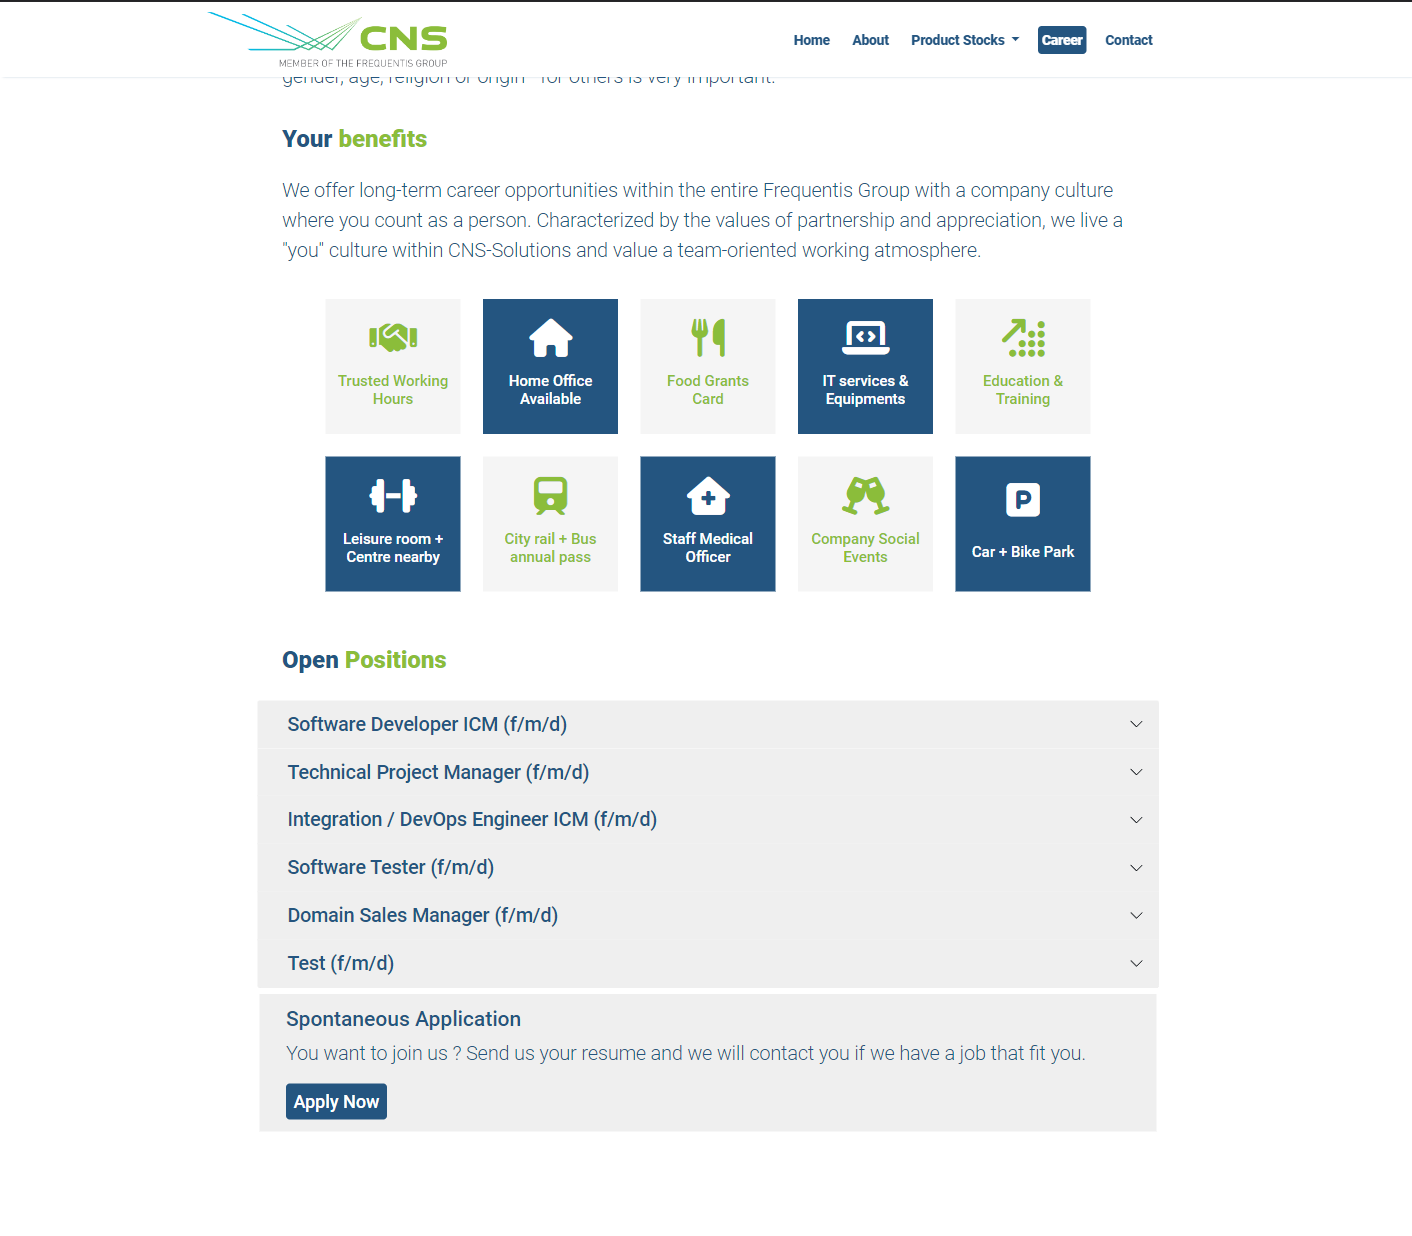 CNS
MEMBER OF THE FREQUENTIS GROUP
Home About Product Stocks Career Contact
gender, age, religion or origin - for others is very important.
Your benefits
We offer long-term career opportunities within the entire Frequentis Group with a company culture
where you count as a person. Characterized by the values of partnership and appreciation, we live a
"you" culture within CNS-Solutions and value a team-oriented working atmosphere.
Trusted Working
Hours
Home Office
Available
Food Grants
Card
IT services &
Equipments
Education &
Training
Leisure room +
Centre nearby
City rail + Bus
annual pass
Staff Medical
Officer
Company Social
Events
P
Car + Bike Park
Open Positions
Software Developer ICM (f/m/d)
Technical Project Manager (f/m/d)
Integration / DevOps Engineer ICM (f/m/d)
Software Tester (f/m/d)
Domain Sales Manager (f/m/d)
Test (f/m/d)
Spontaneous Application
You want to join us ? Send us your resume and we will contact you if we have a job that fit you.
Apply Now